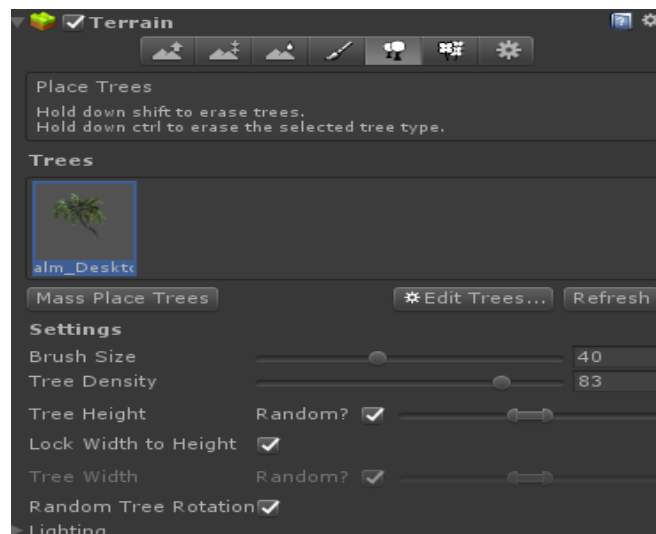 Terrain
Place Trees
Hold down shift to erase trees.
Hold down ctrl to erase the selected tree type.
Trees
alm_Deskto
Mass Place Trees
Edit Trees...
Refresh
Settings
Brush Size 40
Tree Density 83
Tree Height Random?
Lock Width to Height
Tree Width Random?
Random Tree Rotation
Lighting